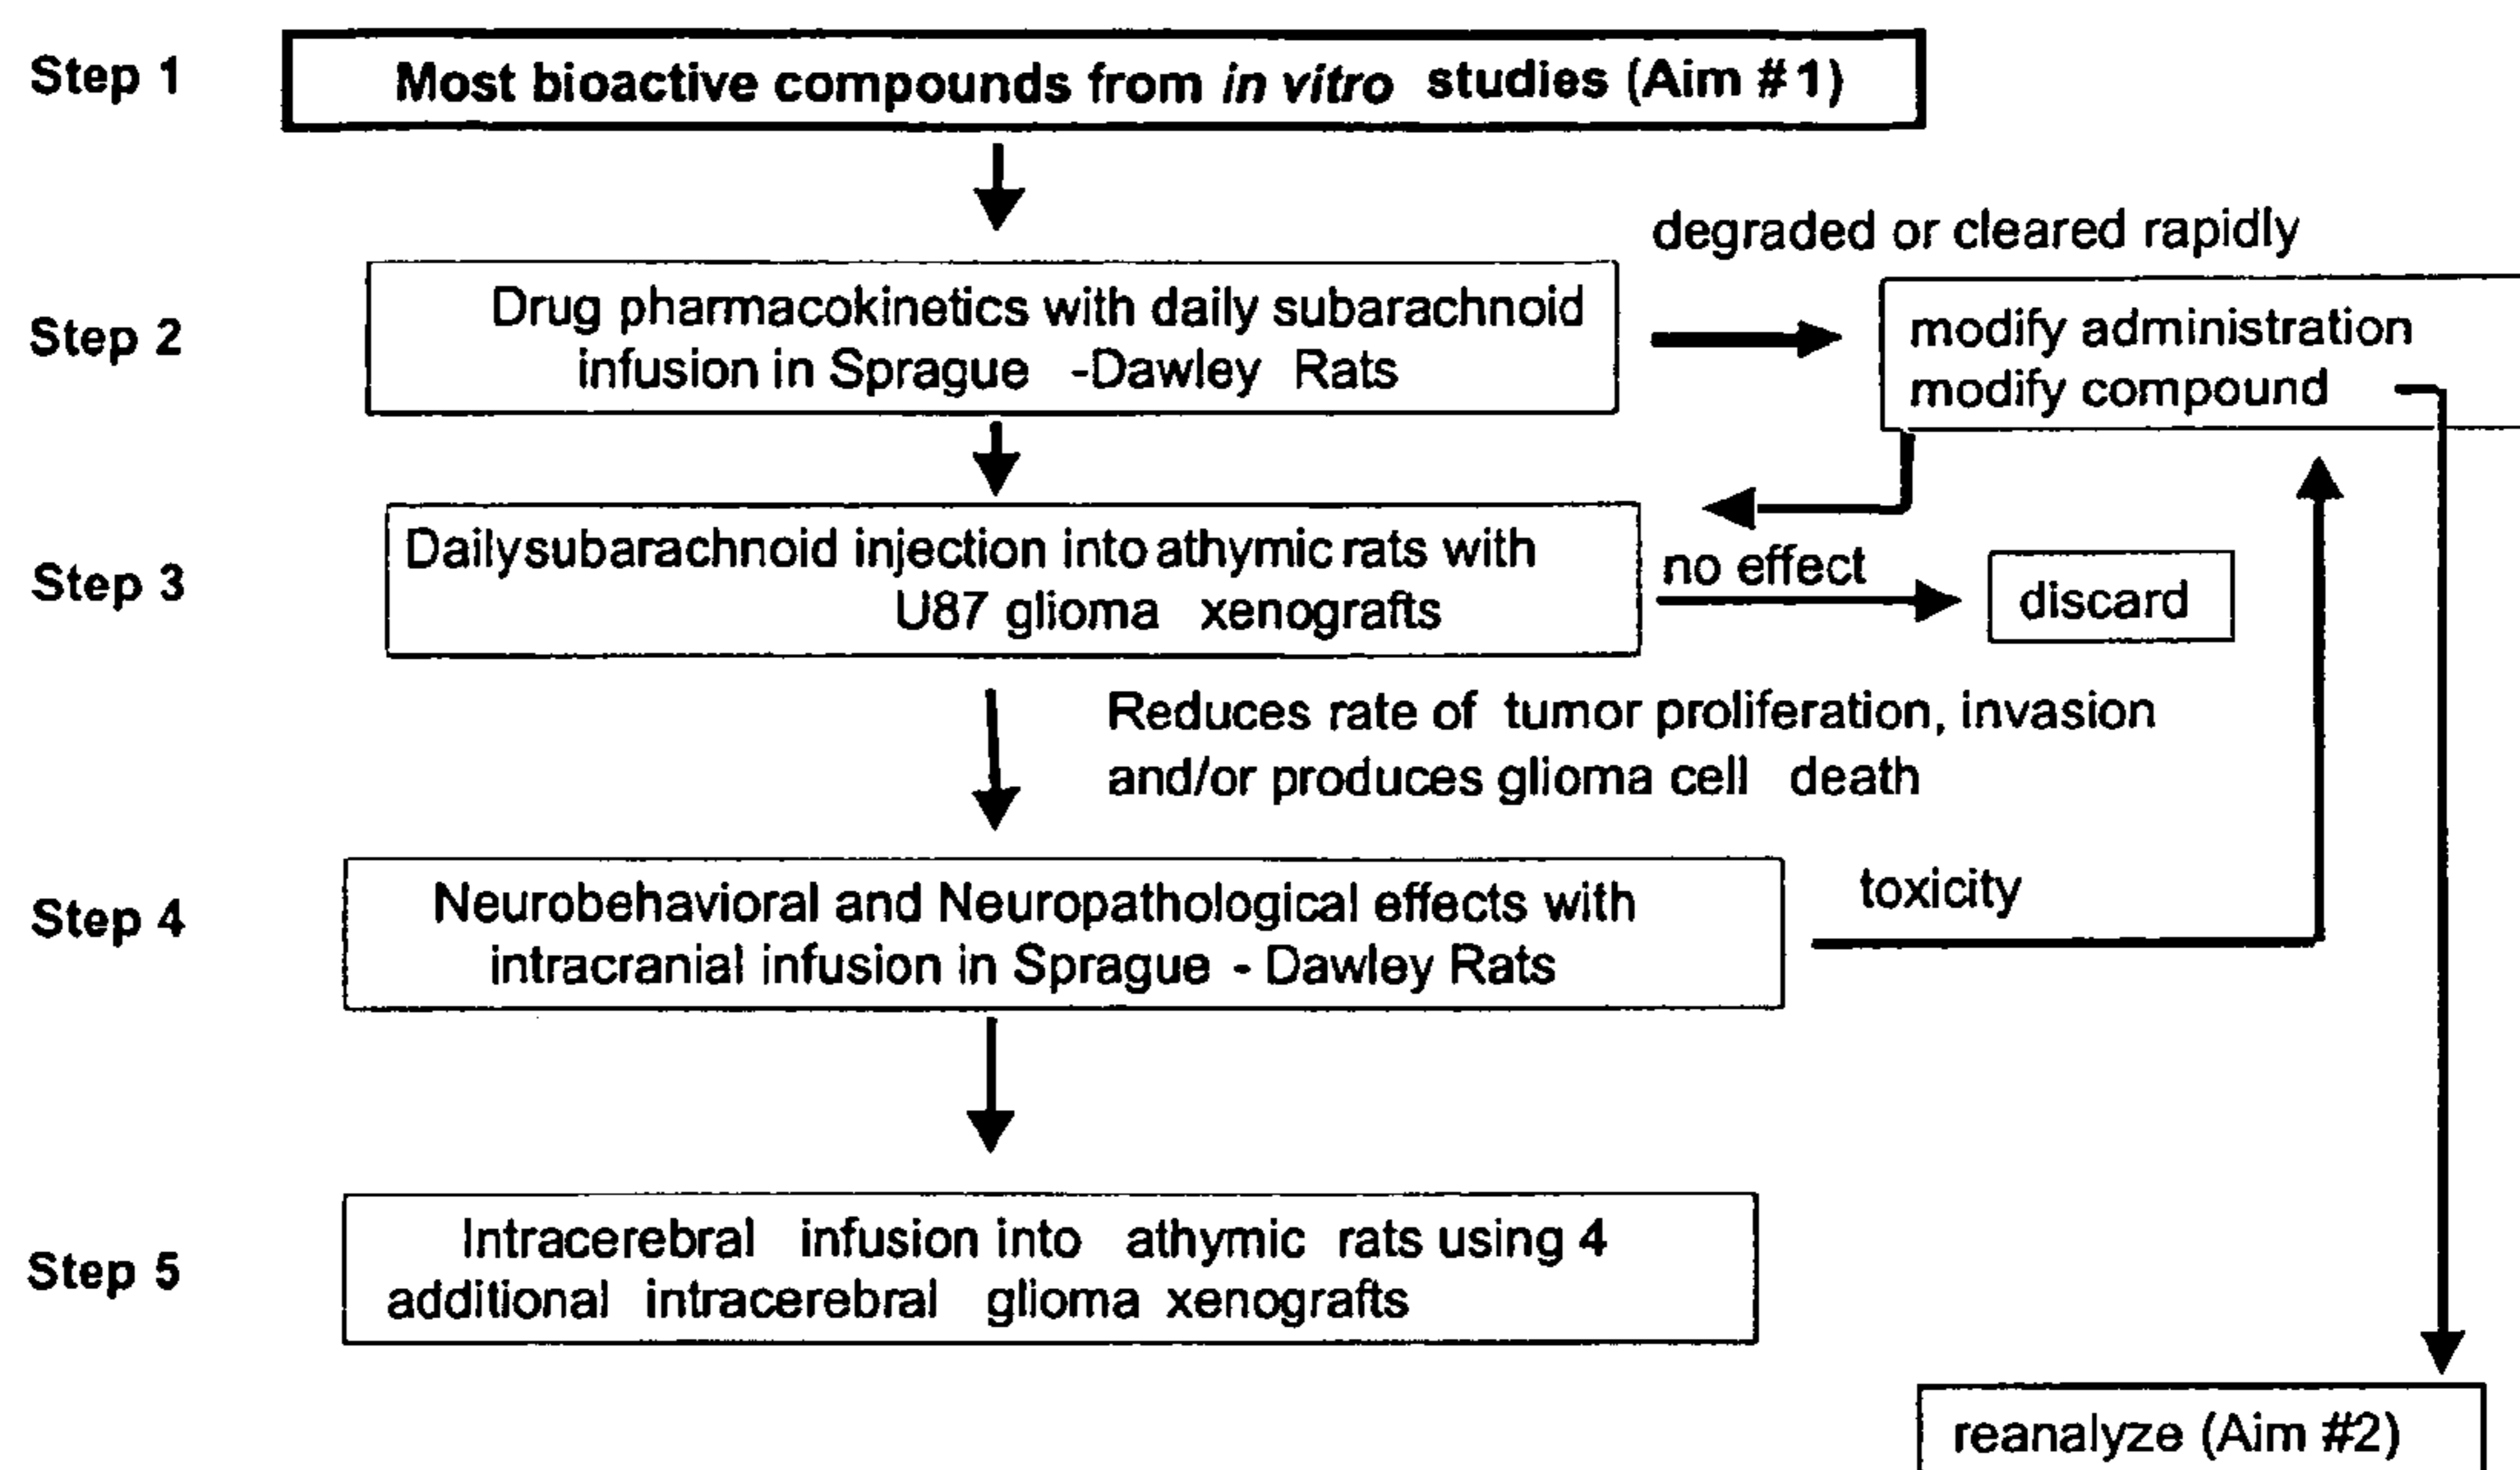 Step 1
Most bioactive compounds from in vitro studies (Aim #1)
degraded or cleared rapidly
Step 2
Drug pharmacokinetics with daily subarachnoid
infusion in Sprague -Dawley Rats
modify administration
modify compound
Step 3
Dailysubarachnoid injection into athymic rats with
U87 glioma xenografts
no effect
discard
Reduces rate of tumor proliferation, invasion
and/or produces glioma cell death
Step 4
Neurobehavioral and Neuropathological effects with
intracranial infusion in Sprague - Dawley Rats
toxicity
Step 5
Intracerebral infusion into athymic rats using 4
additional intracerebral glioma xenografts
reanalyze (Aim #2)